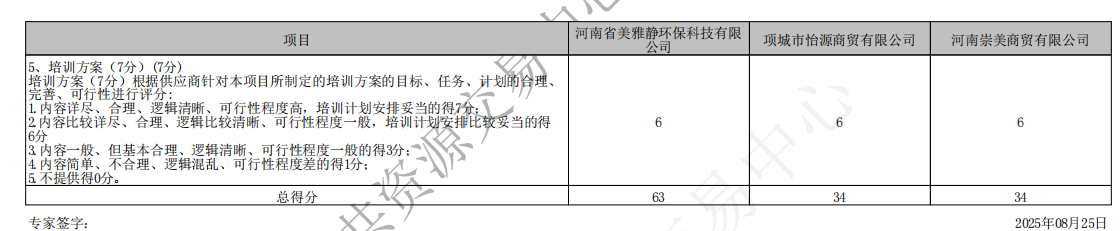 项目
河南省美雅静环保科技有限
公司
项城市怡源商贸有限公司
河南崇美商贸有限公司
5、培训方案（7分）(7分)
培训方案（7分）根据供应商针对本项目所制定的培训方案的目标、任务、计划的合理、
完善、可行性进行评分:
1.内容详尽、合理、逻辑清晰、可行性程度高，培训计划安排妥当的得7分;
2.内容比较详尽、合理、逻辑比较清晰、可行性程度一般，培训计划安排比较妥当的得
6分
3.内容一般、但基本合理、逻辑清晰、可行性程度一般的得3分;
4.内容简单、不合理、逻辑混乱、可行性程度差的得1分;
5.不提供得0分。
6
6
6
总得分
63
34
34
专家签字:
2025年08月25日
共资源交易中心
易中心